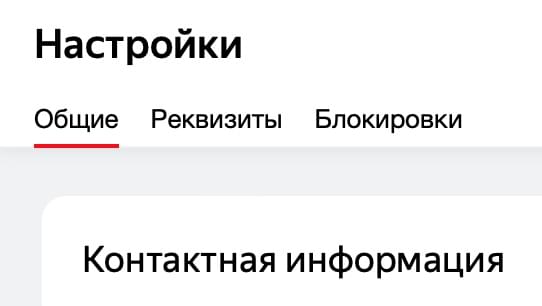 Настройки
Общие Реквизиты Блокировки
Контактная информация